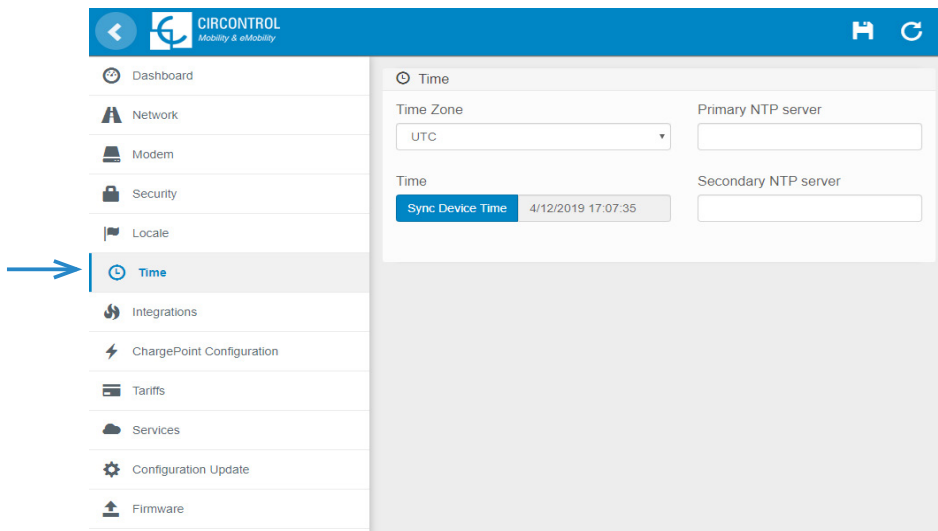 CIRCONTROL
Mobility & eMobility
Dashboard
Network
Modem
Security
Locale
Time
Integrations
ChargePoint Configuration
Tariffs
Services
Configuration Update
Firmware
Time
Time Zone
UTC
Primary NTP server
Time
Sync Device Time 4/12/2019 17:07:35
Secondary NTP server